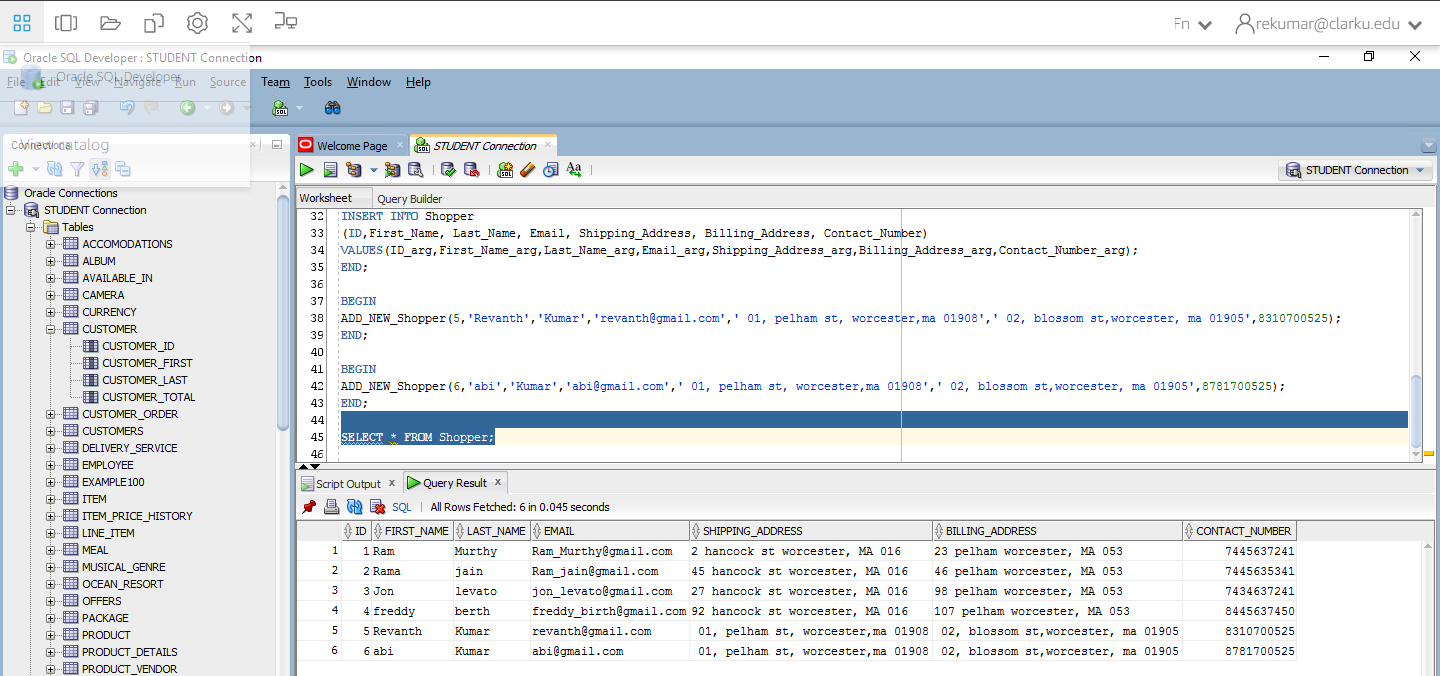 Fn rekumar@clarku.edu
Oracle SQL Developer : STUDENT Connection
Oracle SQL Developer
File Edit View Navigate Run Source Team Tools Window Help
View catalog
Connections
Welcome Page
STUDENT Connection
STUDENT Connection
Worksheet Query Builder
Oracle Connections
STUDENT Connection
Tables
ACCOMODATIONS
ALBUM
AVAILABLE_IN
CAMERA
CURRENCY
CUSTOMER
CUSTOMER_ID
CUSTOMER_FIRST
CUSTOMER_LAST
CUSTOMER_TOTAL
CUSTOMER_ORDER
CUSTOMERS
DELIVERY_SERVICE
EMPLOYEE
EXAMPLE100
ITEM
ITEM_PRICE_HISTORY
LINE_ITEM
MEAL
MUSICAL_GENRE
OCEAN_RESORT
OFFERS
PACKAGE
PRODUCT
PRODUCT_DETAILS
PRODUCT_VENDOR
32 INSERT INTO Shopper
33 (ID,First_Name, Last_Name, Email, Shipping_Address, Billing_Address, Contact_Number)
34 VALUES(ID_arg,First_Name_arg,Last_Name_arg,Email_arg,Shipping_Address_arg,Billing_Address_arg,Contact_Number_arg);
35 END;
36
37 BEGIN
38 ADD_NEW_Shopper(5,'Revanth','Kumar','revanth@gmail.com',' 01, pelham st, worcester,ma 01908',' 02, blossom st,worcester, ma 01905',8310700525);
39 END;
40
41 BEGIN
42 ADD_NEW_Shopper(6,'abi','Kumar','abi@gmail.com',' 01, pelham st, worcester,ma 01908',' 02, blossom st,worcester, ma 01905',8781700525);
43 END;
44
45 SELECT * FROM Shopper;
46
Script Output x Query Result x
SQL | All Rows Fetched: 6 in 0.045 seconds
ID FIRST_NAME LAST_NAME EMAIL SHIPPING_ADDRESS BILLING_ADDRESS CONTACT_NUMBER
1 1 Ram Murthy Ram_Murthy@gmail.com 2 hancock st worcester, MA 016 23 pelham worcester, MA 053 7445637241
2 2 Rama jain Ram_jain@gmail.com 45 hancock st worcester, MA 016 46 pelham worcester, MA 053 7445635341
3 3 Jon levato jon_levato@gmail.com 27 hancock st worcester, MA 016 98 pelham worcester, MA 053 7434637241
4 4 freddy berth freddy_birth@gmail.com 92 hancock st worcester, MA 016 107 pelham worcester, MA 053 8445637450
5 5 Revanth Kumar revanth@gmail.com 01, pelham st, worcester,ma 01908 02, blossom st,worcester, ma 01905 8310700525
6 6 abi Kumar abi@gmail.com 01, pelham st, worcester,ma 01908 02, blossom st,worcester, ma 01905 8781700525